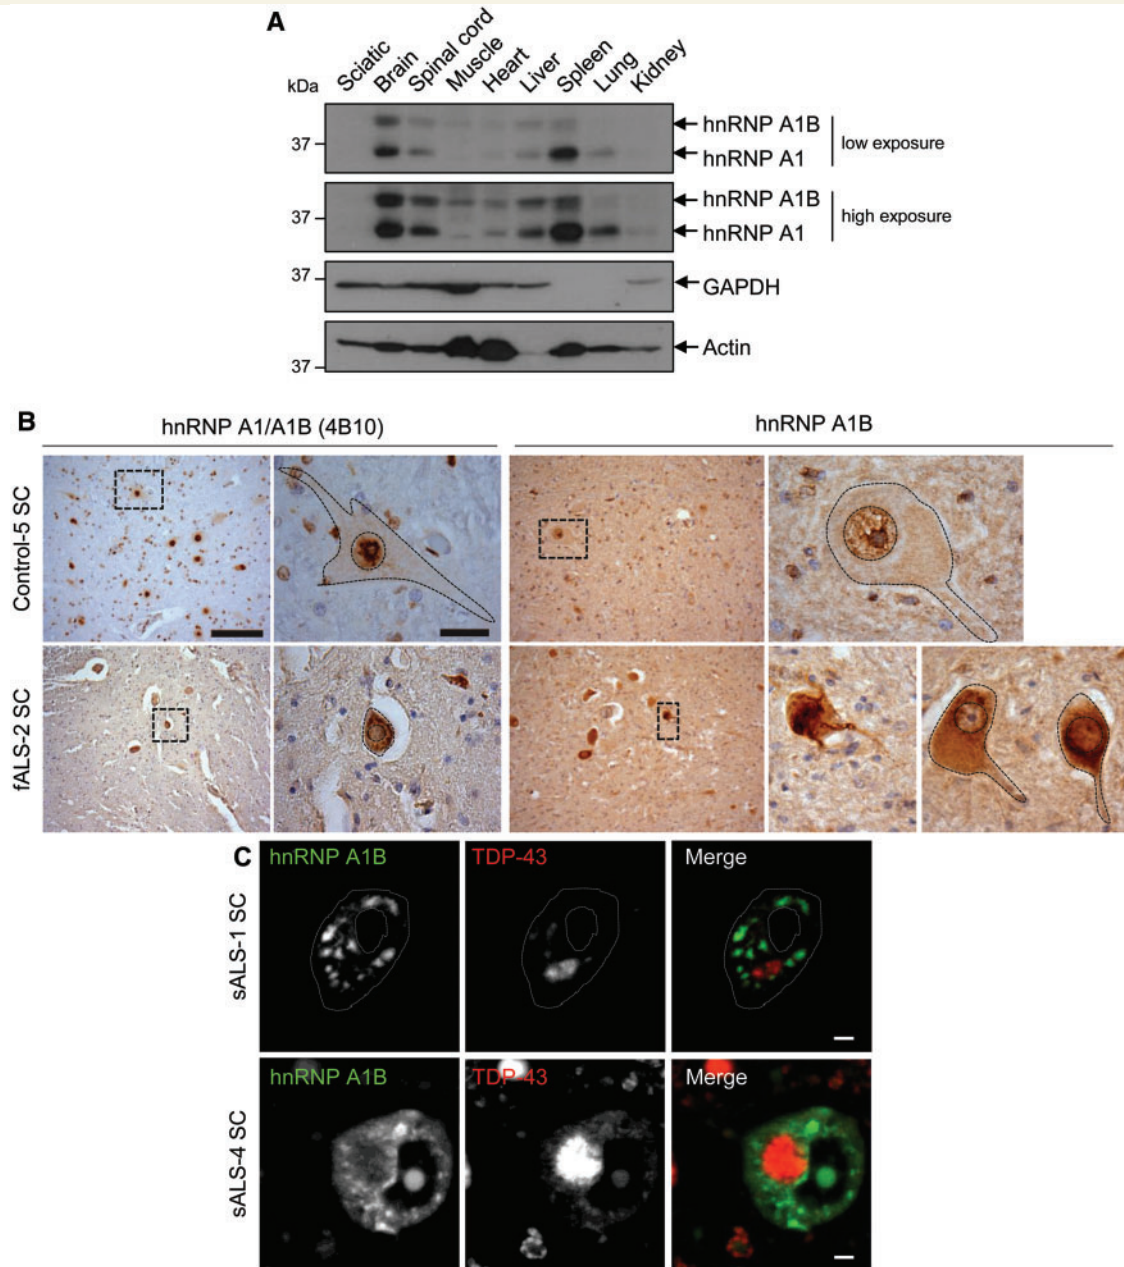 A
Sciatic
Brain
Spinal cord
Muscle
Heart
Liver
Spleen
Lung
Kidney
kDa
37
hnRNP A1B
hnRNP A1
low exposure
37
hnRNP A1B
hnRNP A1
high exposure
37
GAPDH
37
Actin
B
hnRNP A1/A1B (4B10)
hnRNP A1B
Control-5 SC
fALS-2 SC
C
hnRNP A1B
TDP-43
Merge
sALS-1 SC
hnRNP A1B
TDP-43
Merge
sALS-4 SC